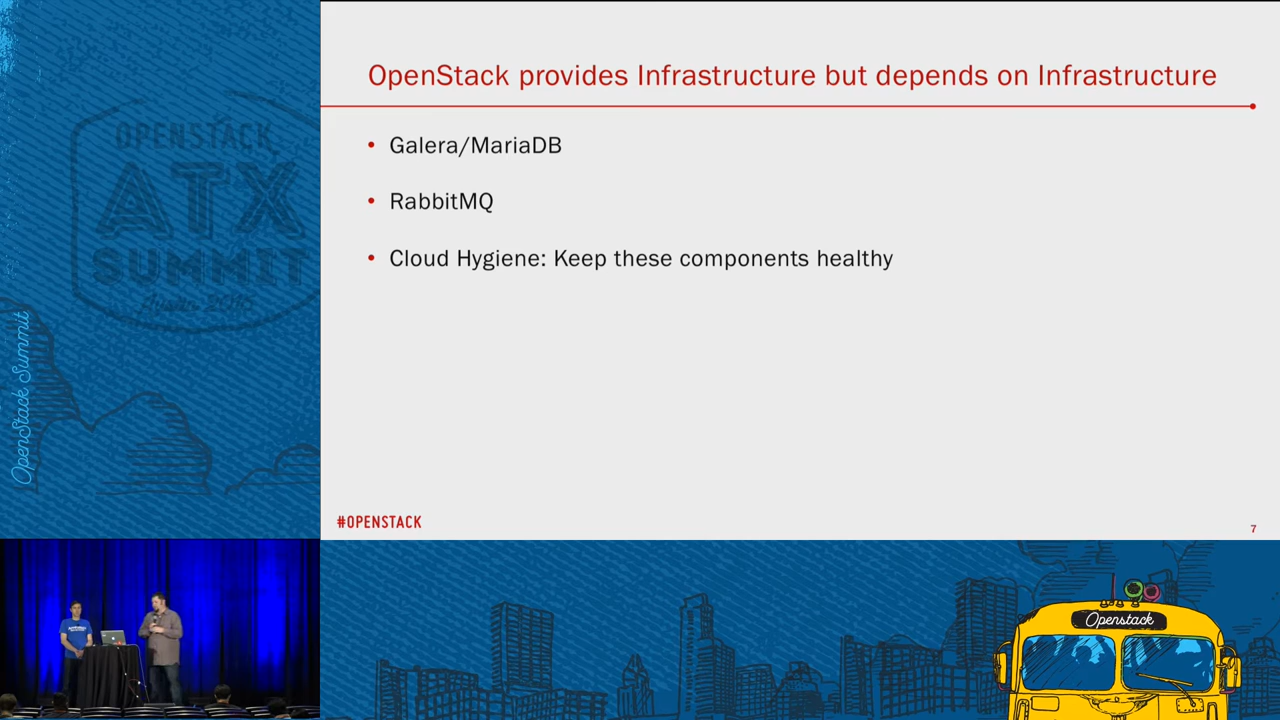 OpenStack provides Infrastructure but depends on Infrastructure
• Galera/MariaDB
• RabbitMQ
• Cloud Hygiene: Keep these components healthy
#OPENSTACK
7
OPENSTACK
ATX
SUMMIT
Austin 2016
OpenStack Summit
Openstack